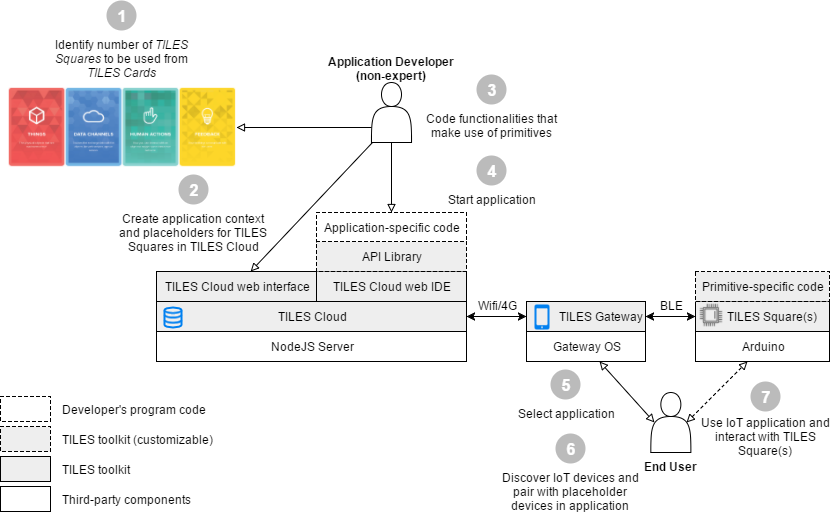 1
Identify number of TILES
Squares to be used from
TILES Cards
THINGS
DATA CHANNELS
HUMAN ACTIONS
Application Developer
(non-expert)
3
Code functionalities that
make use of primitives
2
Create application context
and placeholders for TILES
Squares in TILES Cloud
4
Start application
Application-specific code
API Library
TILES Cloud web interface
TILES Cloud web IDE
TILES Cloud
NodeJS Server
Wifi/4G
TILES Gateway
Gateway OS
BLE
Primitive-specific code
TILES Square(s)
Arduino
5
Select application
6
Discover IoT devices and
pair with placeholder
devices in application
End User
7
Use IoT application and
interact with TILES
Square(s)
Developer's program code
TILES toolkit (customizable)
TILES toolkit
Third-party components